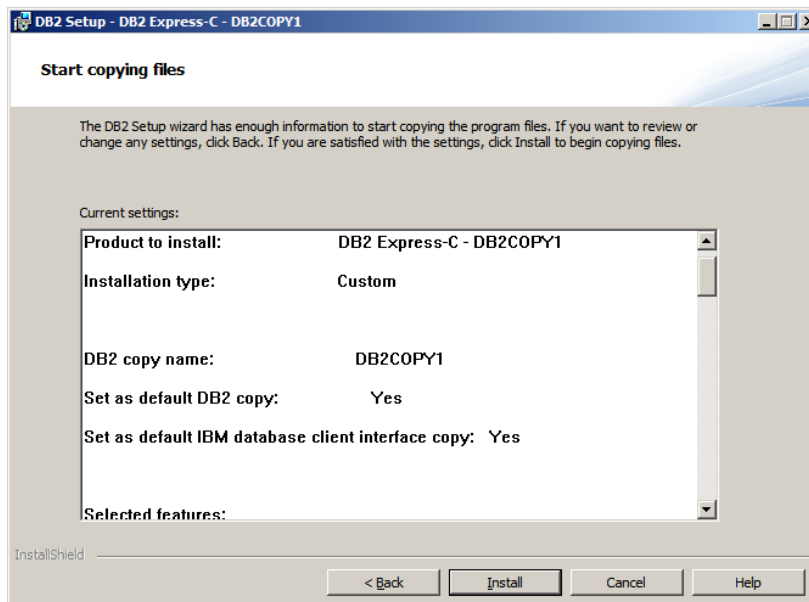 DB2 Setup - DB2 Express-C - DB2COPY1
Start copying files
The DB2 Setup wizard has enough information to start copying the program files. If you want to review or
change any settings, click Back. If you are satisfied with the settings, click Install to begin copying files.
Current settings:
Product to install: DB2 Express-C - DB2COPY1
Installation type: Custom
DB2 copy name: DB2COPY1
Set as default DB2 copy: Yes
Set as default IBM database client interface copy: Yes
Selected features:
InstallShield
< Back Install Cancel Help